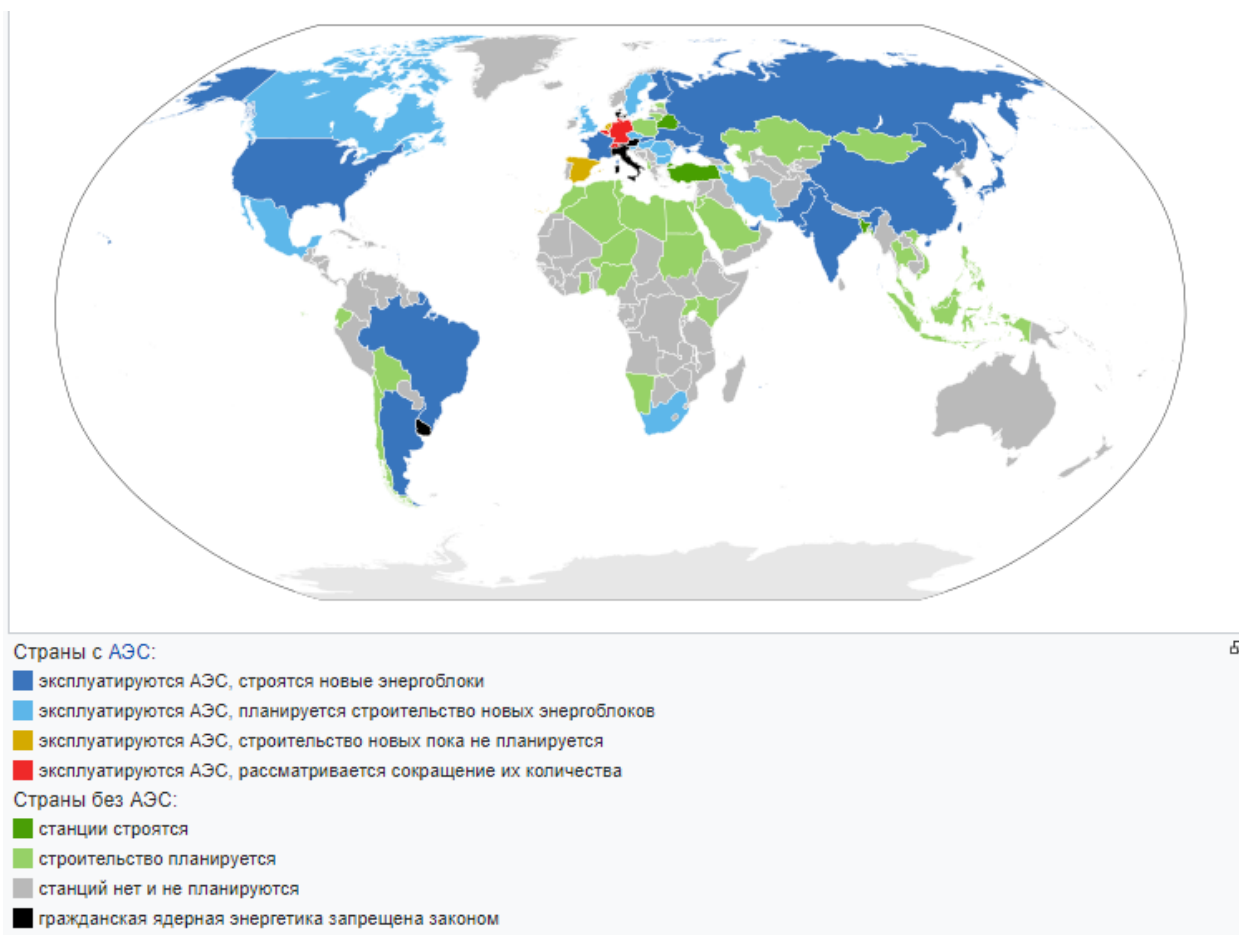 Страны с АЭС:
эксплуатируются АЭС, строятся новые энергоблоки
эксплуатируются АЭС, планируется строительство новых энергоблоков
эксплуатируются АЭС, строительство новых пока не планируется
эксплуатируются АЭС, рассматривается сокращение их количества
Страны без АЭС:
станции строятся
строительство планируется
станций нет и не планируются
гражданская ядерная энергетика запрещена законом